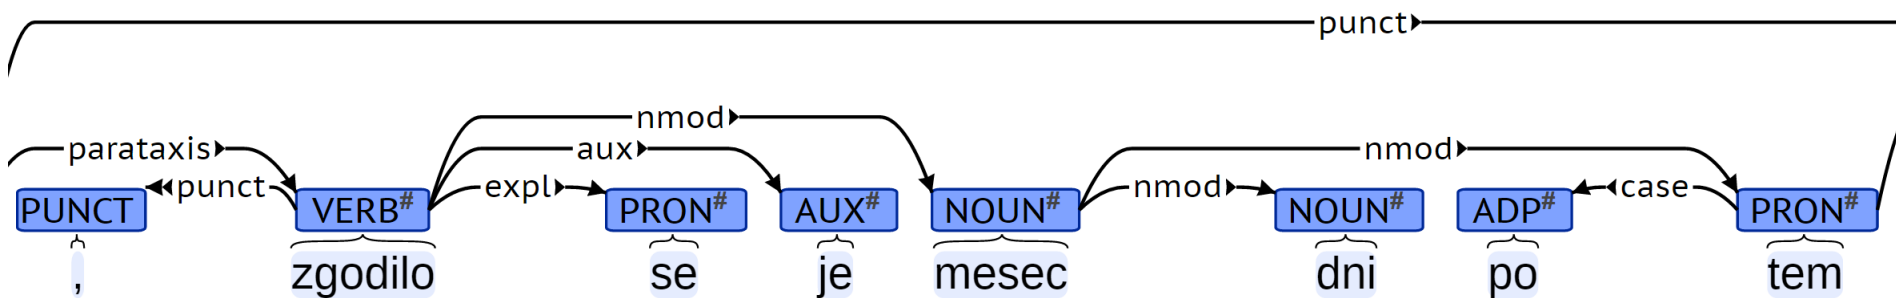 punct
nmod
parataxis aux nmod
punct expl nmod case
PUNCT VERB# PRON# AUX# NOUN# NOUN# ADP# PRON#
, zgodilo se je mesec dni po tem